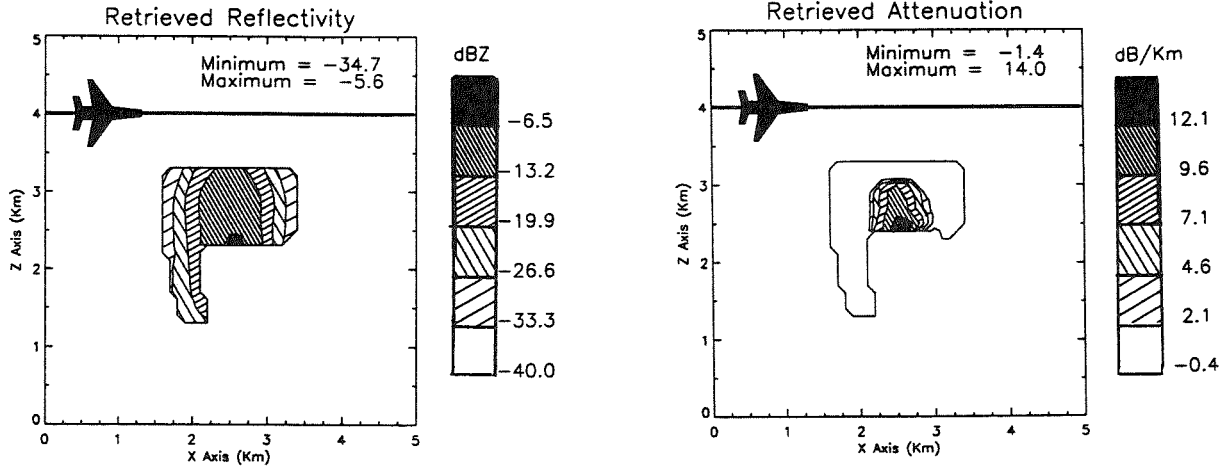 Retrieved Reflectivity
Minimum = -34.7
Maximum = -5.6
5
4
3
2
1
0
Z Axis (Km)
0 1 2 3 4 5
X Axis (Km)
dBZ
-6.5
-13.2
-19.9
-26.6
-33.3
-40.0
Retrieved Attenuation
Minimum = -1.4
Maximum = 14.0
5
4
3
2
1
0
Z Axis (Km)
0 1 2 3 4 5
X Axis (Km)
dB/Km
12.1
9.6
7.1
4.6
2.1
-0.4